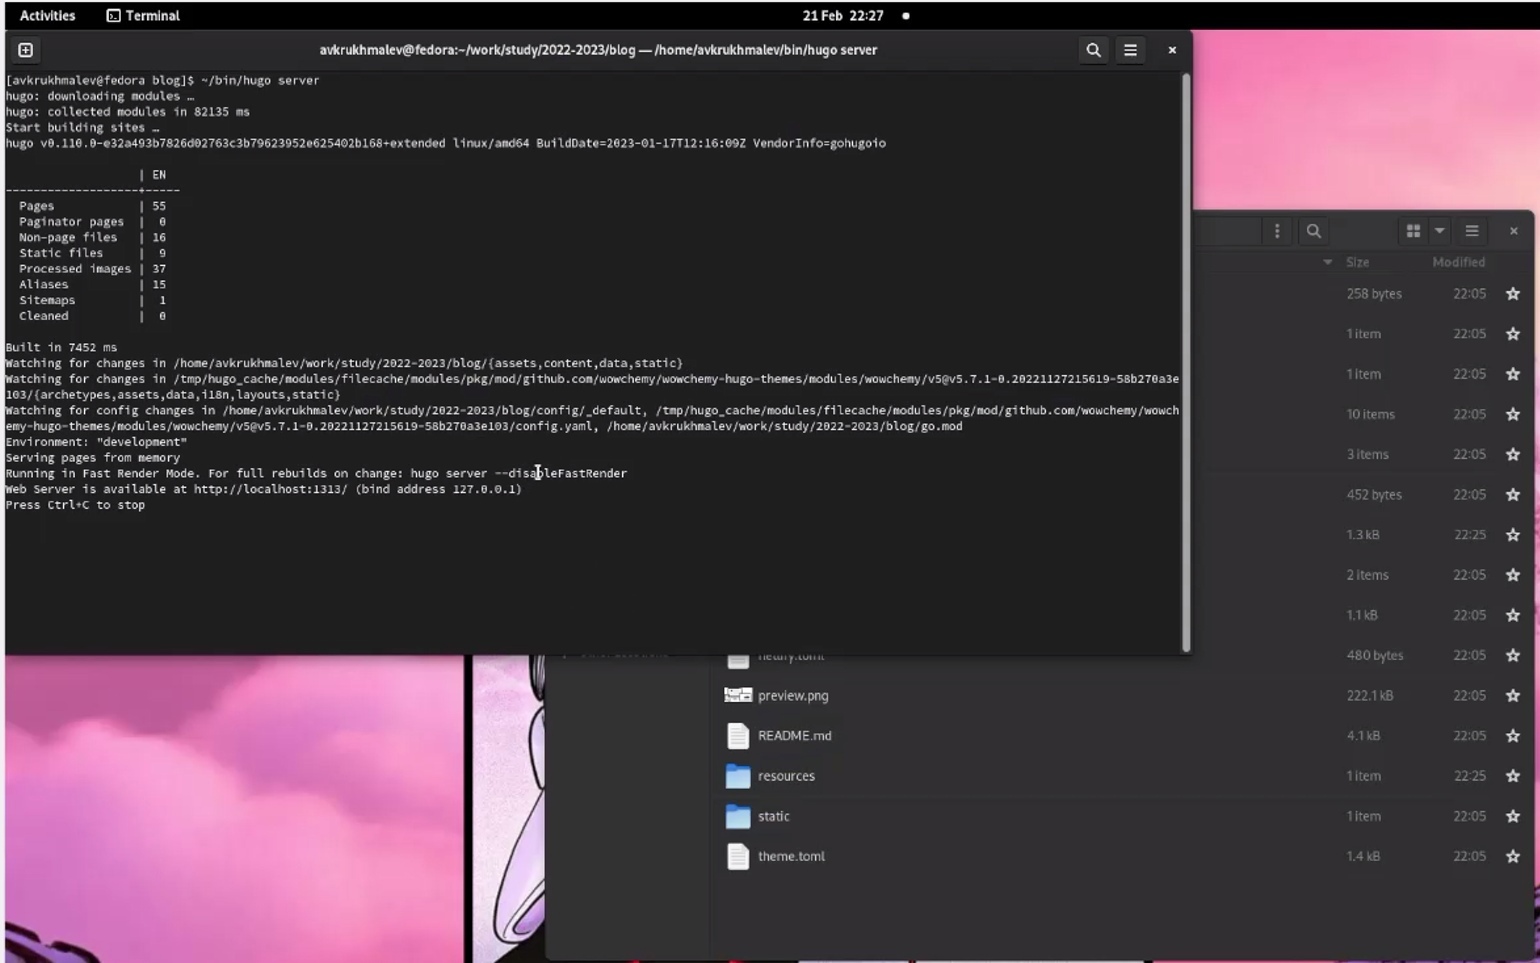 Activities Terminal 21 Feb 22:27
avkrukhmalev@fedora:~/work/study/2022-2023/blog — /home/avkrukhmalev/bin/hugo server
[avkrukhmalev@fedora blog]$ ~/bin/hugo server
hugo: downloading modules …
hugo: collected modules in 82135 ms
Start building sites …
hugo v0.110.0-e32a493b7826d02763c3b79623952e625402b168+extended linux/amd64 BuildDate=2023-01-17T12:16:09Z VendorInfo=gohugoio
| EN
-------------------+-----
Pages | 55
Paginator pages | 0
Non-page files | 16
Static files | 9
Processed images | 37
Aliases | 15
Sitemaps | 1
Cleaned | 0
Built in 7452 ms
Watching for changes in /home/avkrukhmalev/work/study/2022-2023/blog/{assets,content,data,static}
Watching for changes in /tmp/hugo_cache/modules/filecache/modules/pkg/mod/github.com/wowchemy/wowchemy-hugo-themes/modules/wowchemy/v5@v5.7.1-0.20221127215619-58b270a3e
103/{archetypes,assets,data,i18n,layouts,static}
Watching for config changes in /home/avkrukhmalev/work/study/2022-2023/blog/config/_default, /tmp/hugo_cache/modules/filecache/modules/pkg/mod/github.com/wowchemy/wowch
emy-hugo-themes/modules/wowchemy/v5@v5.7.1-0.20221127215619-58b270a3e103/config.yaml, /home/avkrukhmalev/work/study/2022-2023/blog/go.mod
Environment: "development"
Serving pages from memory
Running in Fast Render Mode. For full rebuilds on change: hugo server --disableFastRender
Web Server is available at http://localhost:1313/ (bind address 127.0.0.1)
Press Ctrl+C to stop
Size Modified
258 bytes 22:05
1 item 22:05
1 item 22:05
10 items 22:05
3 items 22:05
452 bytes 22:05
1.3 kB 22:25
2 items 22:05
1.1 kB 22:05
netlify.toml 480 bytes 22:05
preview.png 222.1 kB 22:05
README.md 4.1 kB 22:05
resources 1 item 22:25
static 1 item 22:05
theme.toml 1.4 kB 22:05